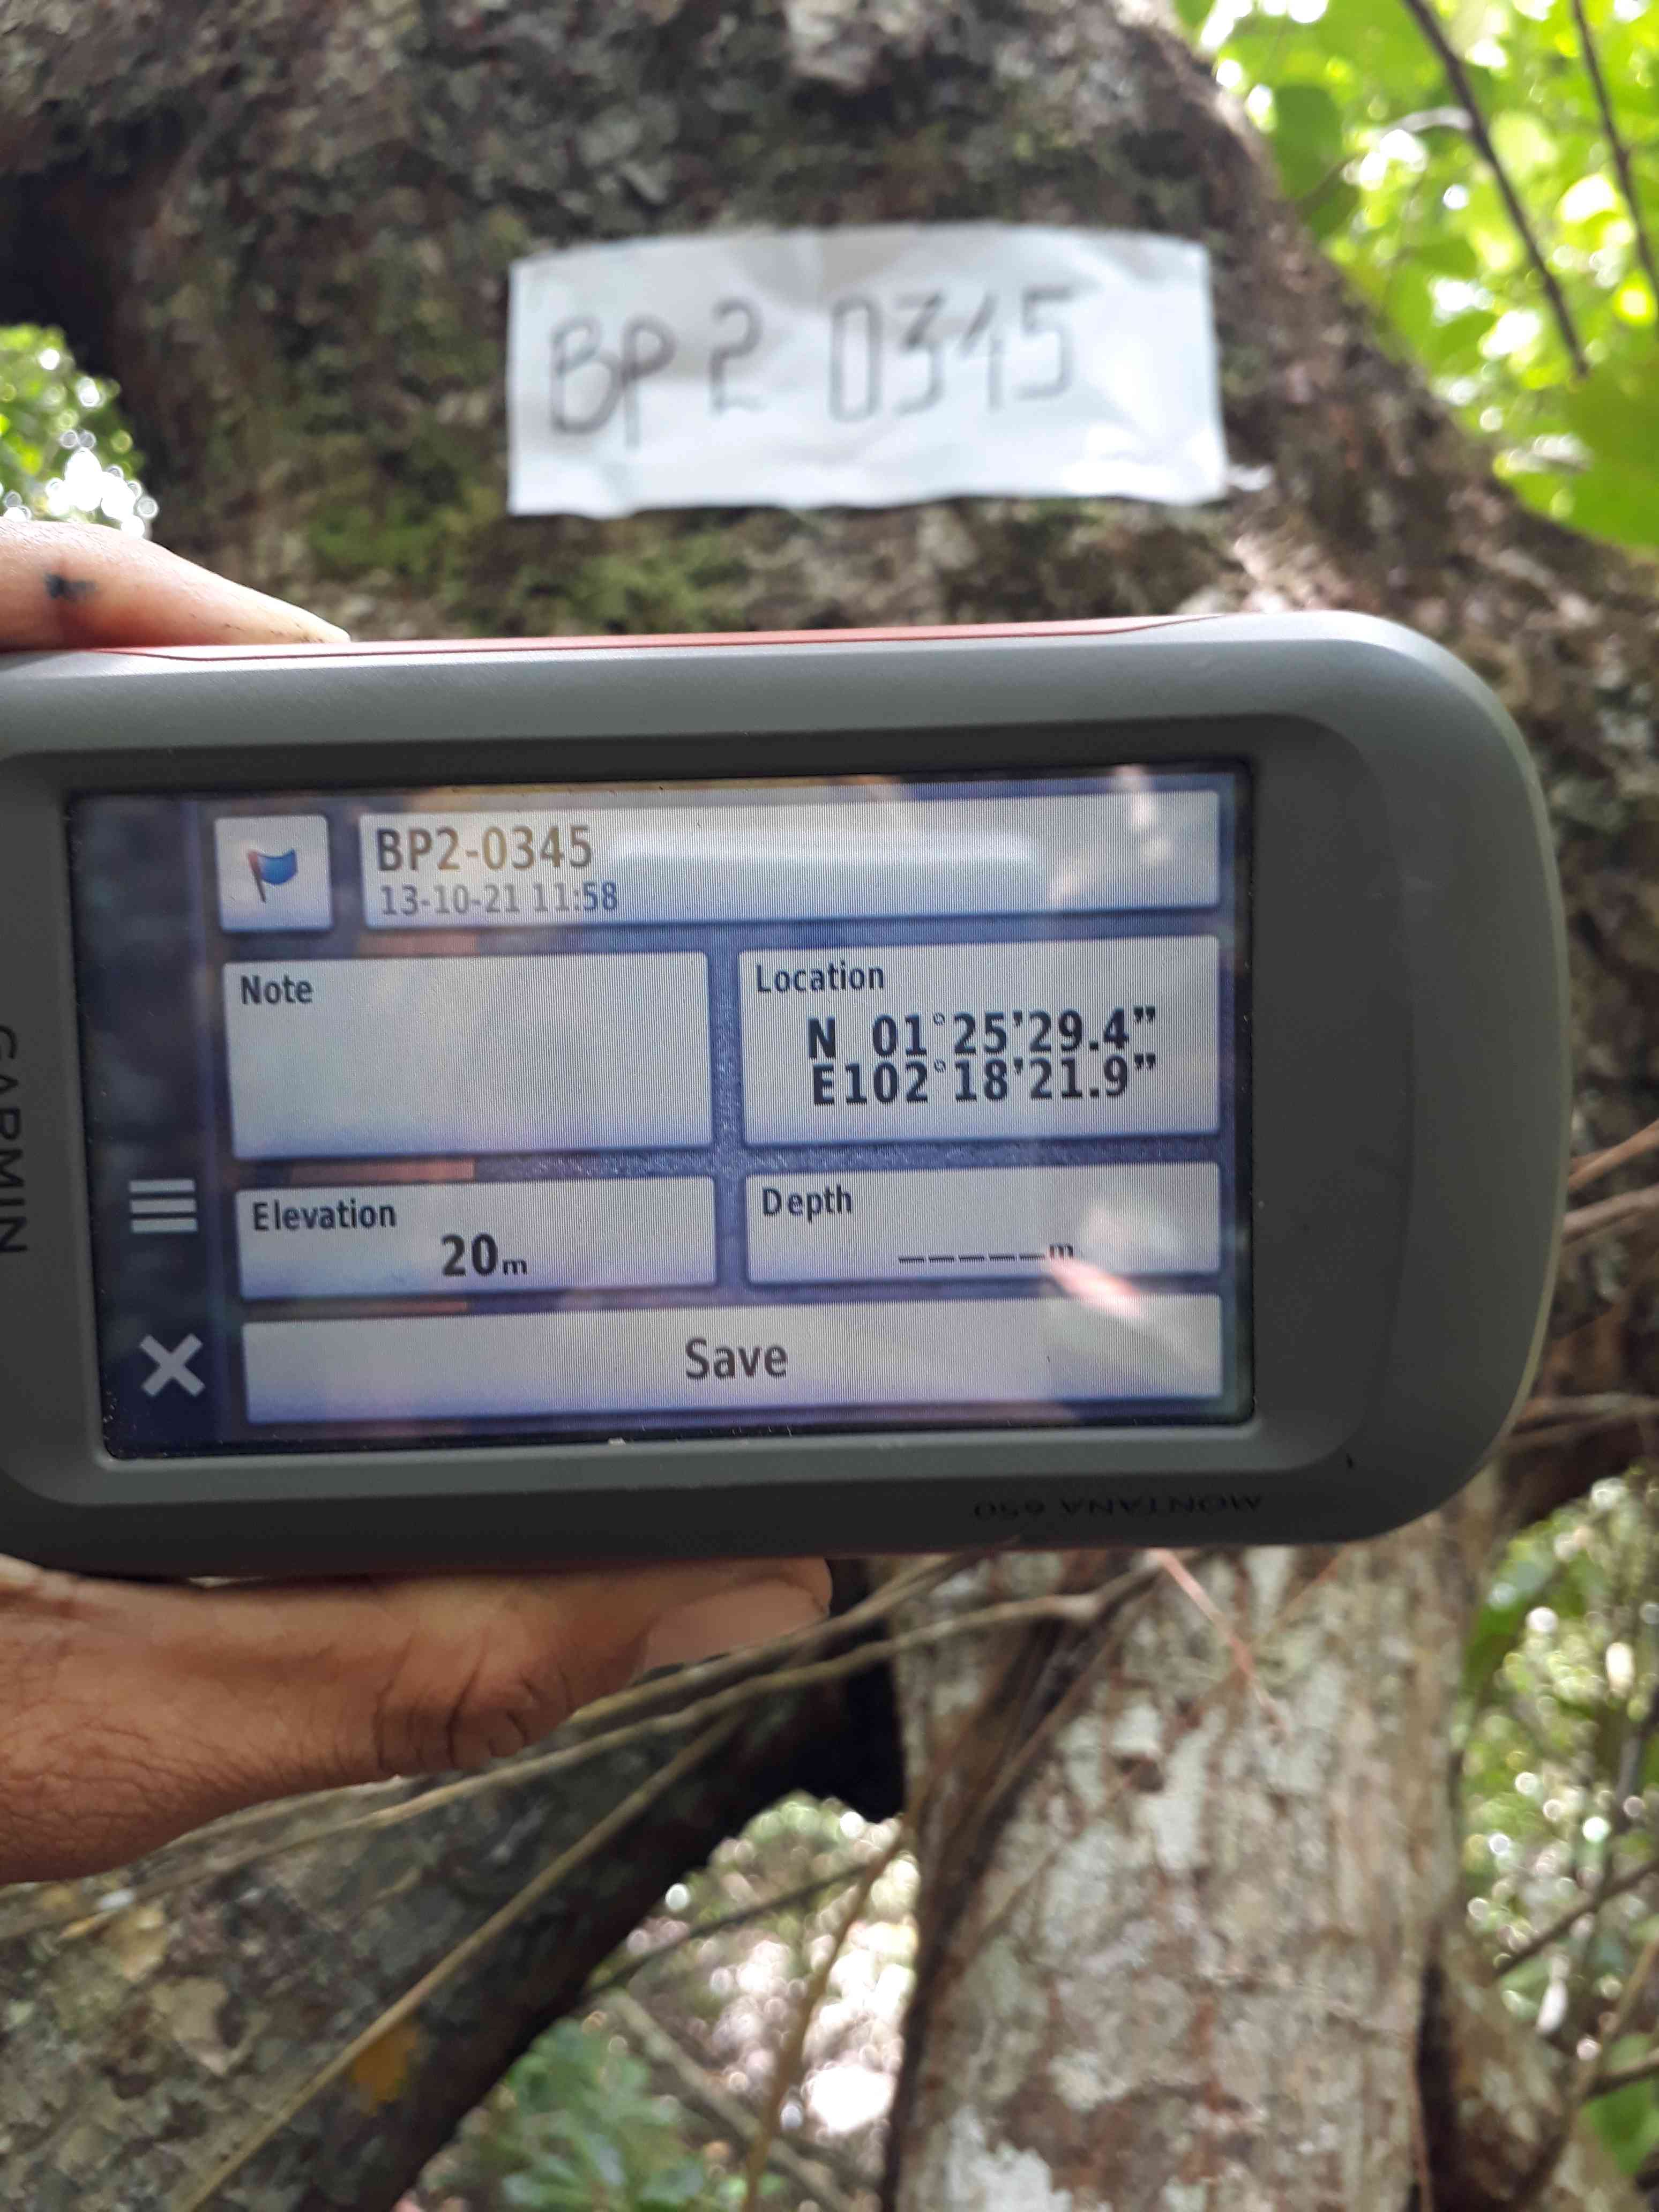 BP2 0345
BP2-0345
13-10-21 11:58
Note
Location
N 01°25'29.4"
E102°18'21.9"
Elevation
20m
Depth
_____m
Save
GARMIN
MONTANA 650